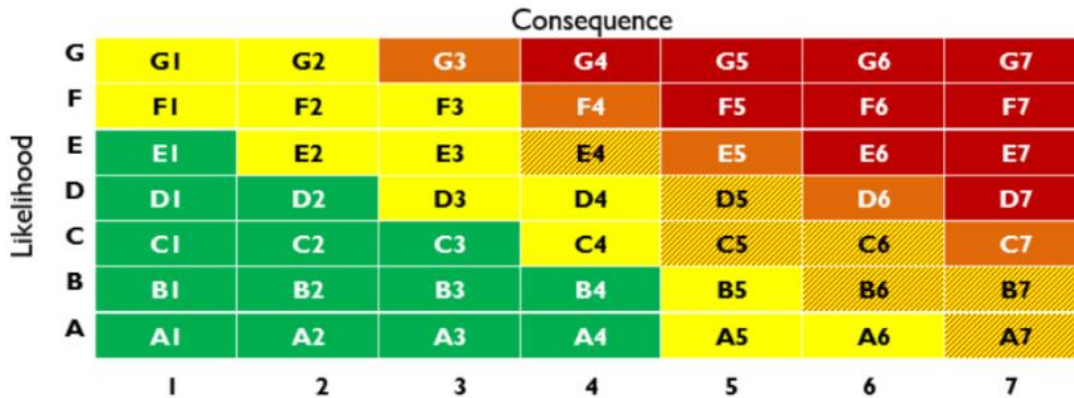 Consequence
G G1 G2 G3 G4 G5 G6 G7
F F1 F2 F3 F4 F5 F6 F7
E E1 E2 E3 E4 E5 E6 E7
D D1 D2 D3 D4 D5 D6 D7
C C1 C2 C3 C4 C5 C6 C7
B B1 B2 B3 B4 B5 B6 B7
A A1 A2 A3 A4 A5 A6 A7
1 2 3 4 5 6 7
Likelihood